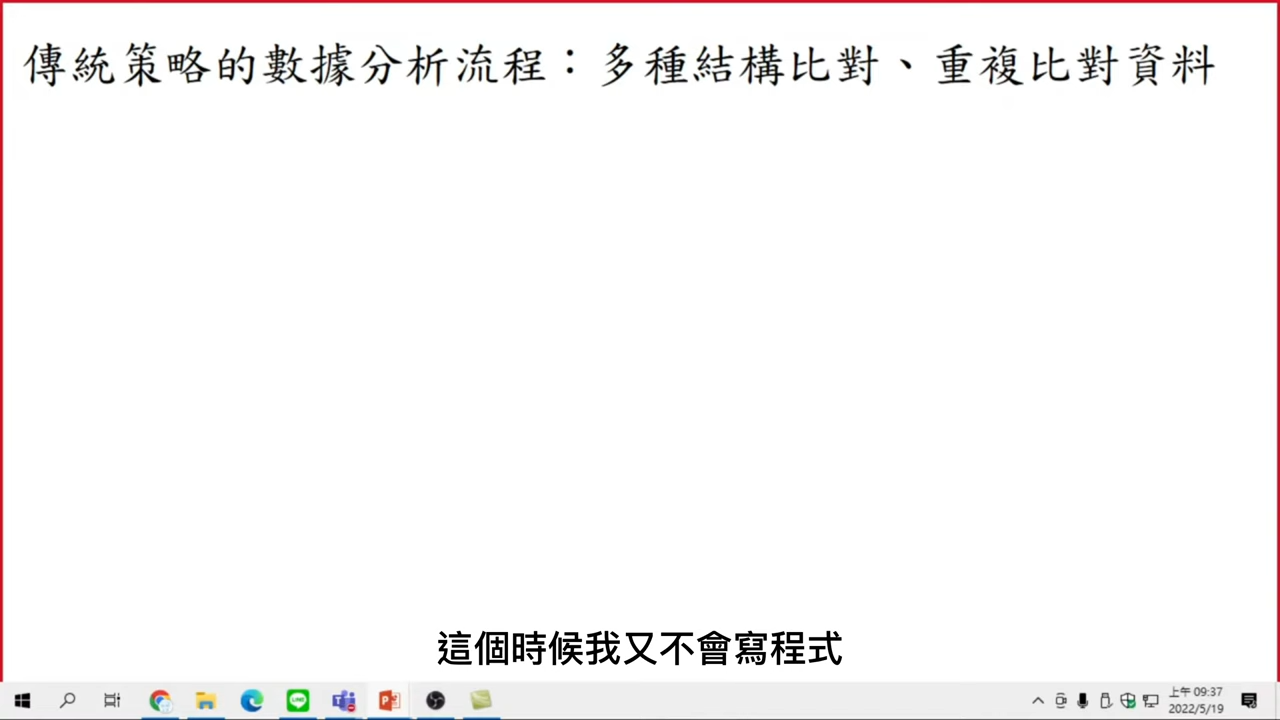 傳統策略的數據分析流程：多種結構比對、重複比對資料
這個時候我又不會寫程式
上午 09:37
2022/5/19